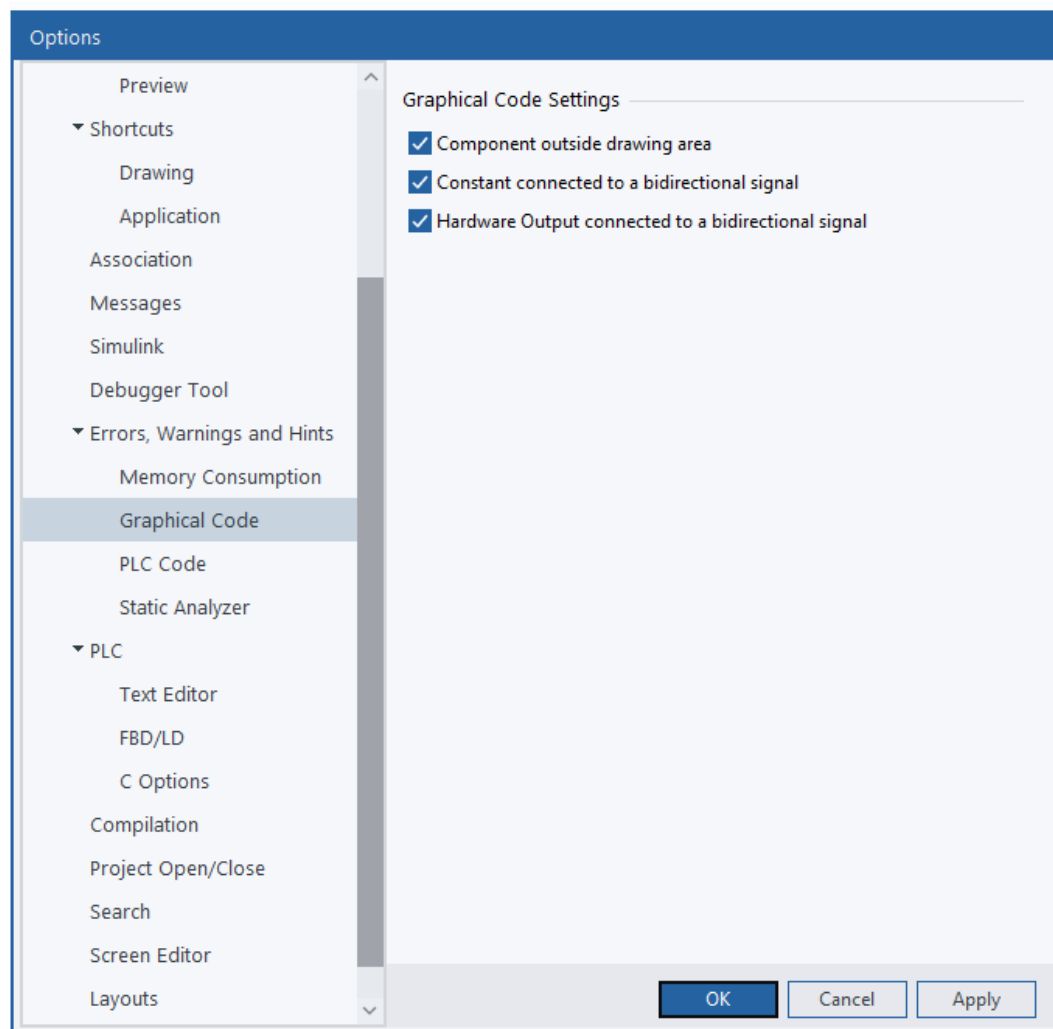 Options
Preview
Shortcuts
Drawing
Application
Association
Messages
Simulink
Debugger Tool
Errors, Warnings and Hints
Memory Consumption
Graphical Code
PLC Code
Static Analyzer
PLC
Text Editor
FBD/LD
C Options
Compilation
Project Open/Close
Search
Screen Editor
Layouts
Graphical Code Settings
Component outside drawing area
Constant connected to a bidirectional signal
Hardware Output connected to a bidirectional signal
OK
Cancel
Apply